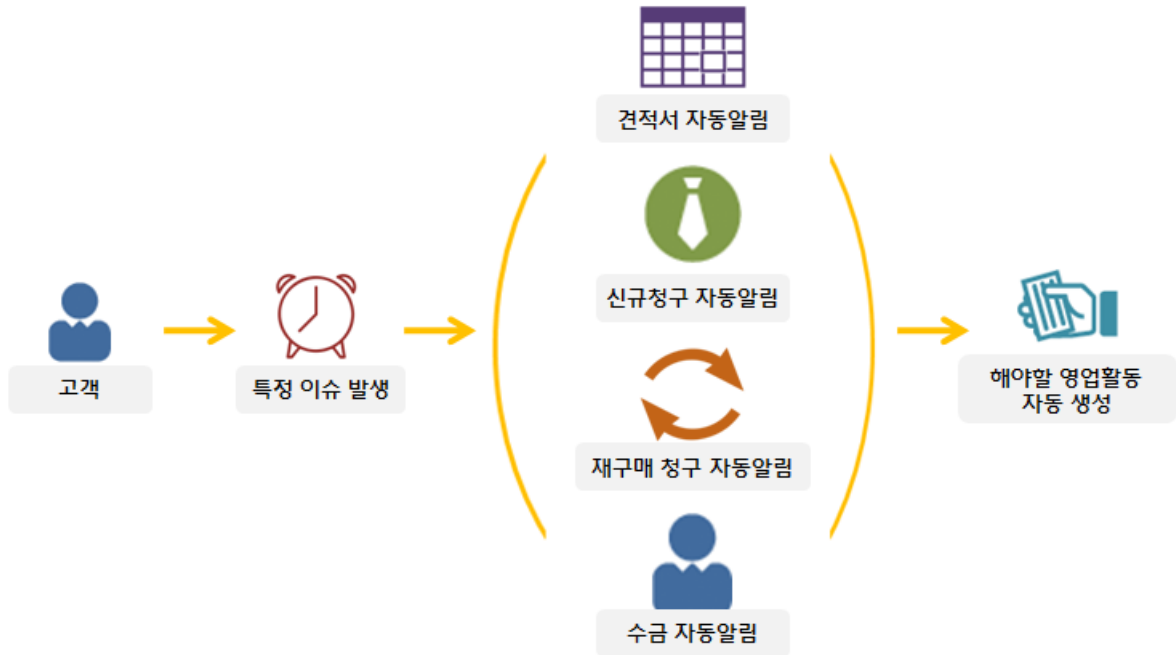 고객
특정 이슈 발생
견적서 자동알림
신규청구 자동알림
재구매 청구 자동알림
수금 자동알림
해야할 영업활동
자동 생성